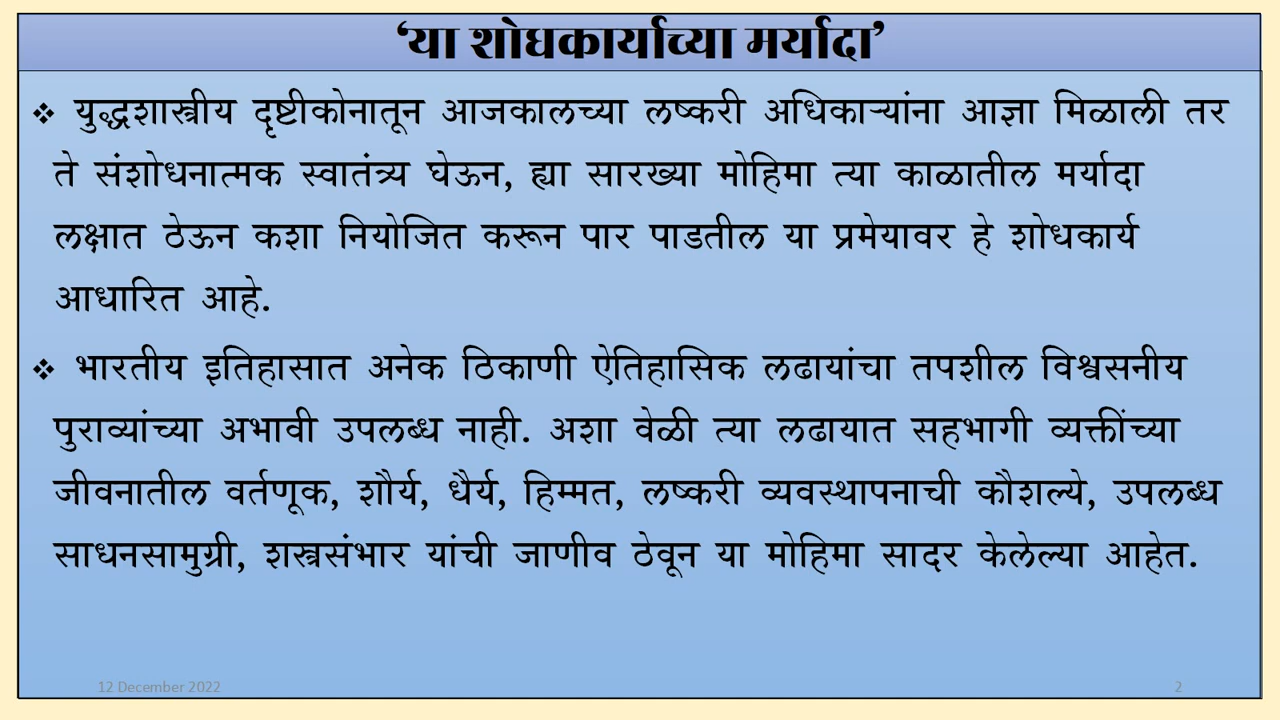 ‘या शोधकार्याच्या मर्यादा’
❖ युद्धशास्त्रीय दृष्टीकोनातून आजकालच्या लष्करी अधिकाऱ्यांना आज्ञा मिळाली तर
ते संशोधनात्मक स्वातंत्र्य घेऊन, ह्या सारख्या मोहिमा त्या काळातील मर्यादा
लक्षात ठेऊन कशा नियोजित करून पार पाडतील या प्रमेयावर हे शोधकार्य
आधारित आहे.
❖ भारतीय इतिहासात अनेक ठिकाणी ऐतिहासिक लढायांचा तपशील विश्वसनीय
पुराव्यांच्या अभावी उपलब्ध नाही. अशा वेळी त्या लढायात सहभागी व्यक्तींच्या
जीवनातील वर्तणूक, शौर्य, धैर्य, हिम्मत, लष्करी व्यवस्थापनाची कौशल्ये, उपलब्ध
साधनसामुग्री, शस्त्रसंभार यांची जाणीव ठेवून या मोहिमा सादर केलेल्या आहेत.
12 December 2022
2